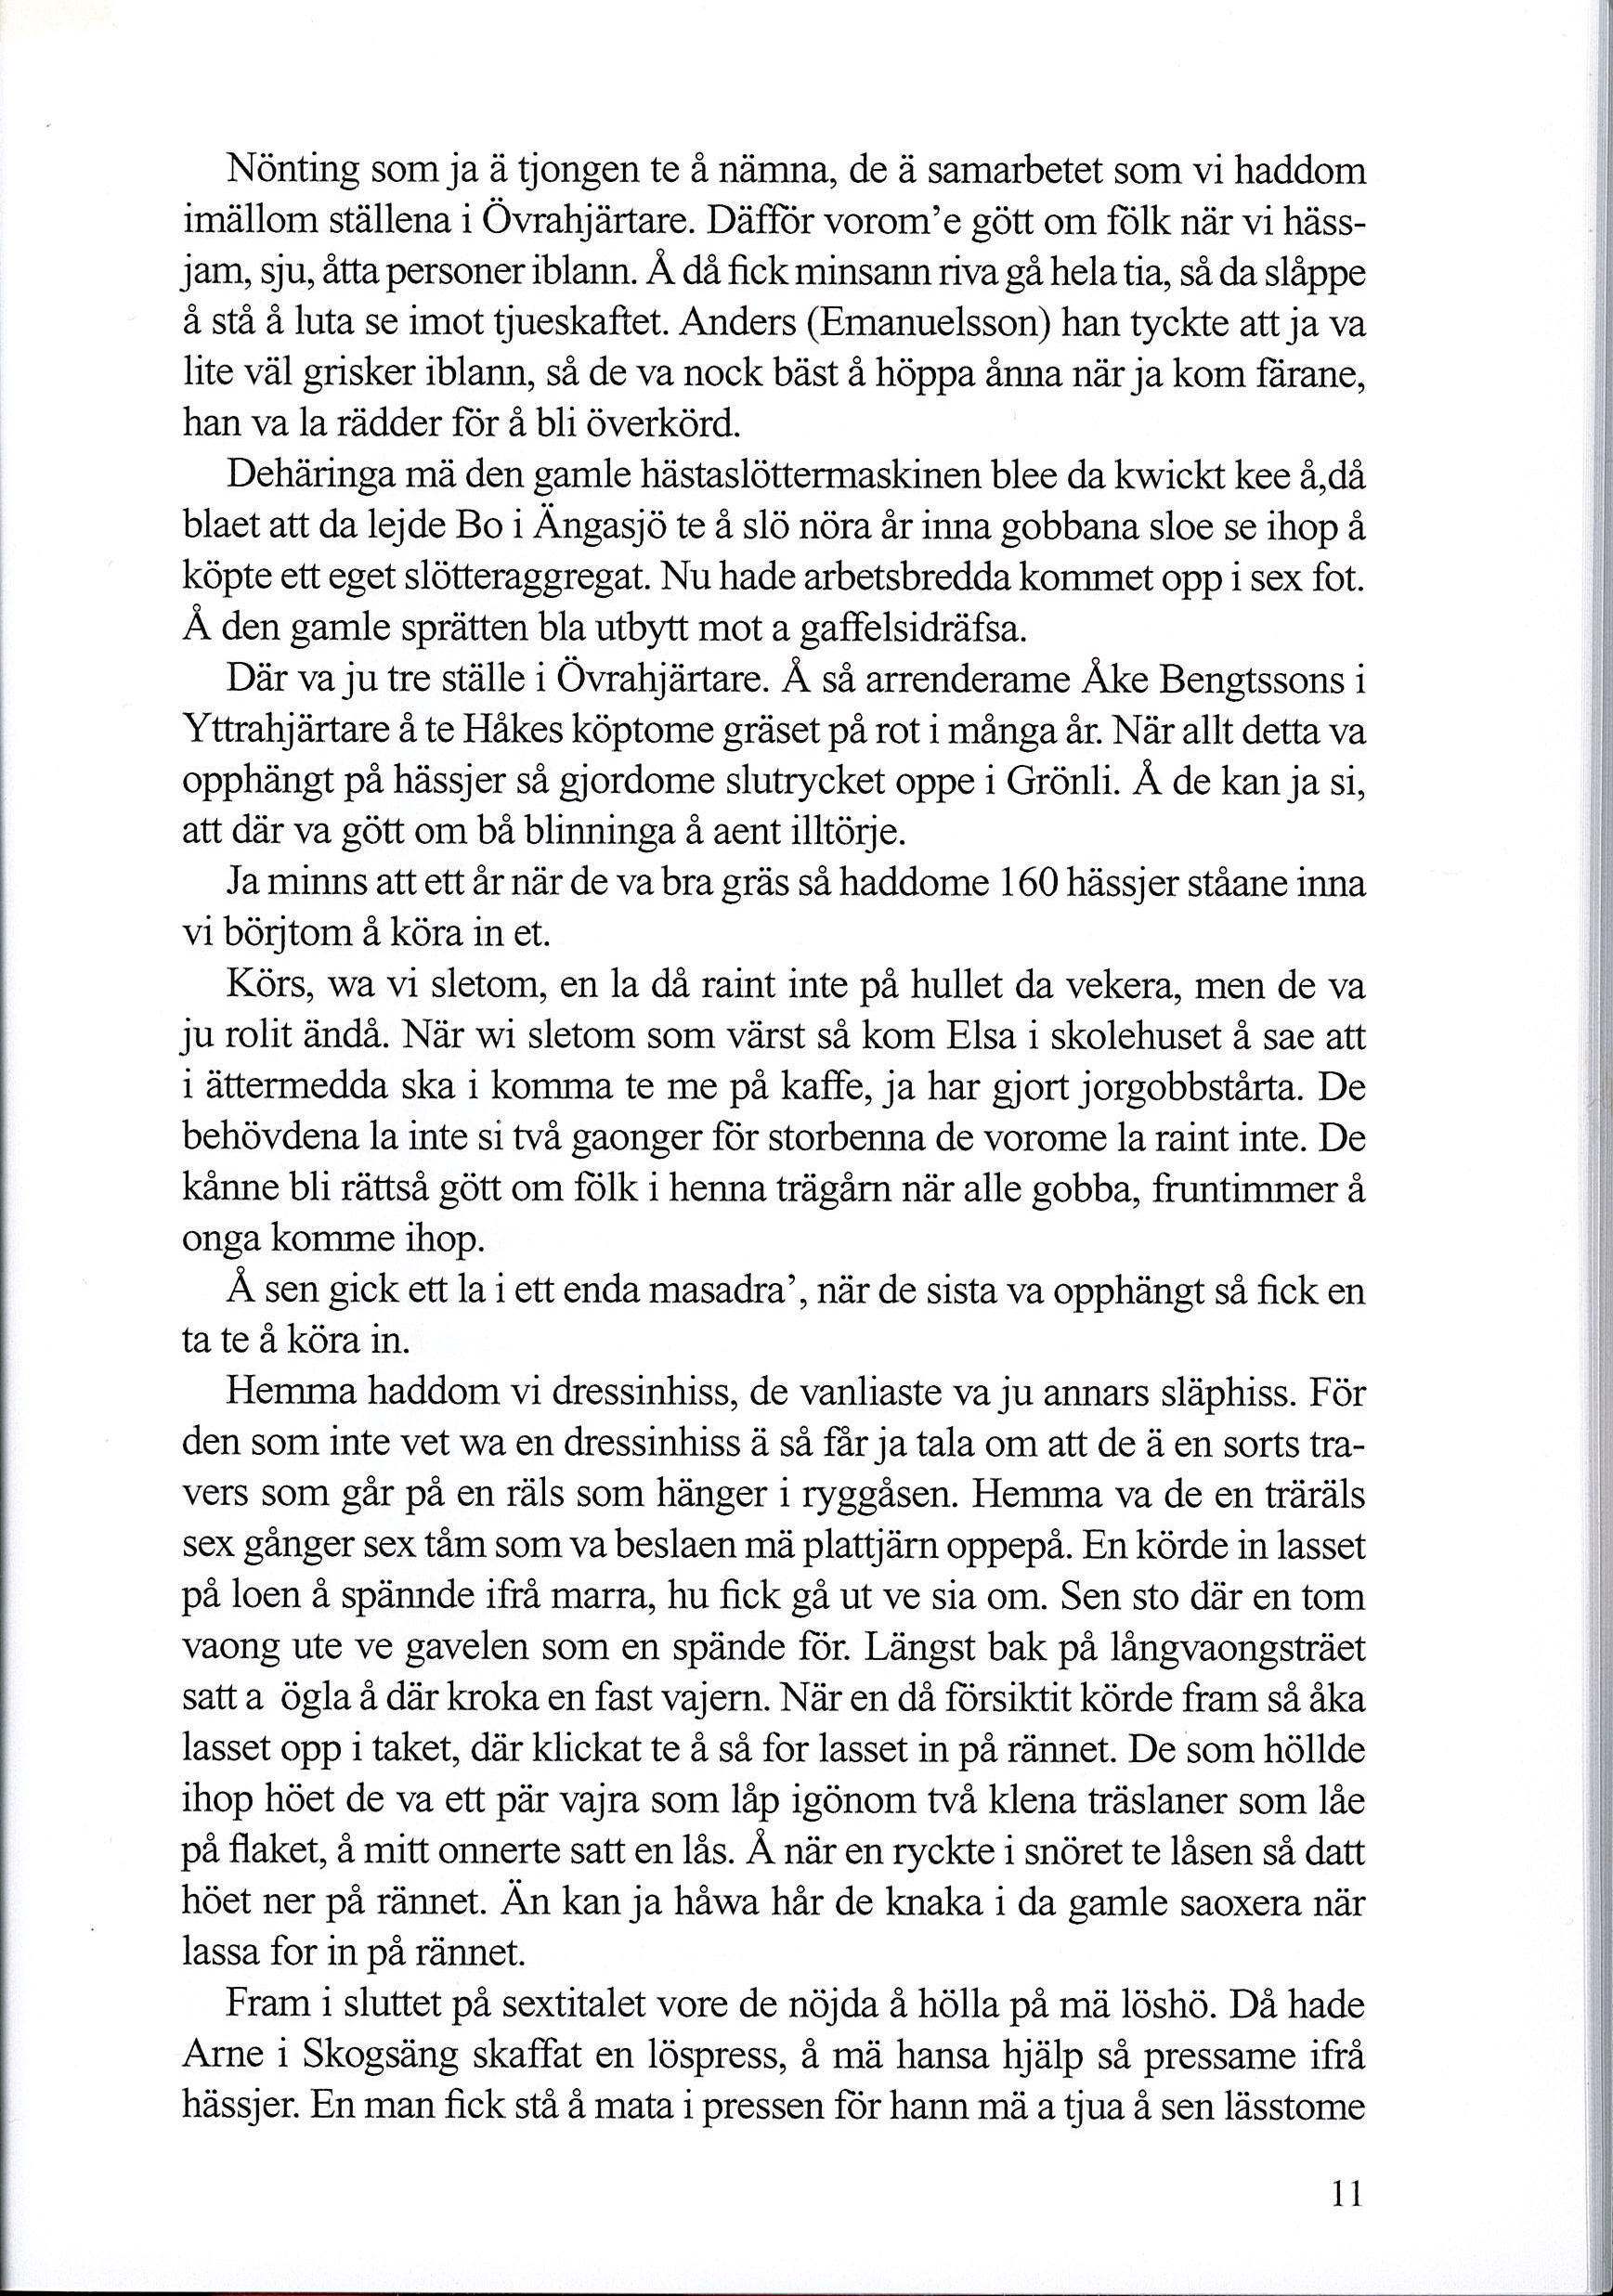 Nönting som ja ä tjongen te å nämna, de ä samarbetet som vi haddom
imällom ställena i Övrahjärtare. Däfför vorom’e gött om fölk när vi häss-
jam, sju, åtta personer iblann. Å då fick minsann riva gå hela tia, så da slåppe
å stå å luta se imot tjueskaftet. Anders (Emanuelsson) han tyckte att ja va
lite väl grisker iblann, så de va nock bäst å höppa ånna när ja kom färane,
han va la rädder för å bli överkörd.
Dehäringa mä den gamle hästaslöttermaskinen blee da kwickt kee å,då
blaet att da lejde Bo i Ängasjö te å slö nöra år inna gobbana sloe se ihop å
köpte ett eget slötteraggregat. Nu hade arbetsbredda kommet opp i sex fot.
Å den gamle sprätten bla utbytt mot a gaffelsidräfsa.
Där va ju tre ställe i Övrahjärtare. Å så arrenderame Åke Bengtssons i
Yttrahjärtare å te Håkes köptome gräset på rot i många år. När allt detta va
opphängt på hässjer så gjordome slutrycket oppe i Grönli. Å de kan ja si,
att där va gött om bå blinninga å aent illtörje.
Ja minns att ett år när de va bra gräs så haddome 160 hässjer ståane inna
vi börjtom å köra in et.
Körs, wa vi sletom, en la då raint inte på hullet da vekera, men de va
ju rolit ändå. När wi sletom som värst så kom Elsa i skolehuset å sae att
i ättermedda ska i komma te me på kaffe, ja har gjort jorgobbstårta. De
behövdena la inte si två gaonger för storbenna de vorome la raint inte. De
kånne bli rättså gött om fölk i henna trägårn när alle gobba, fruntimmer å
onga komme ihop.
Å sen gick ett la i ett enda masadra’, när de sista va opphängt så fick en
ta te å köra in.
Hemma haddom vi dressinhiss, de vanliaste va ju annars släphiss. För
den som inte vet wa en dressinhiss ä så får ja tala om att de ä en sorts tra-
vers som går på en räls som hänger i ryggåsen. Hemma va de en träräls
sex gånger sex tåm som va beslaen mä plattjärn oppepå. En körde in lasset
på loen å spännde ifrå marra, hu fick gå ut ve sia om. Sen sto där en tom
vaong ute ve gavelen som en spände för. Längst bak på långvaongsträet
satt a ögla å där kroka en fast vajern. När en då försiktit körde fram så åka
lasset opp i taket, där klickat te å så for lasset in på rännet. De som höllde
ihop höet de va ett pär vajra som låp igönom två klena träslaner som låe
på flaket, å mitt onnerte satt en lås. Å när en ryckte i snöret te låsen så datt
höet ner på rännet. Än kan ja håwa hår de knaka i da gamle saoxera när
lassa for in på rännet.
Fram i sluttet på sextitalet vore de nöjda å hölla på mä löshö. Då hade
Arne i Skogsäng skaffat en löspress, å mä hansa hjälp så pressame ifrå
hässjer. En man fick stå å mata i pressen för hann mä a tjua å sen lässtome
11